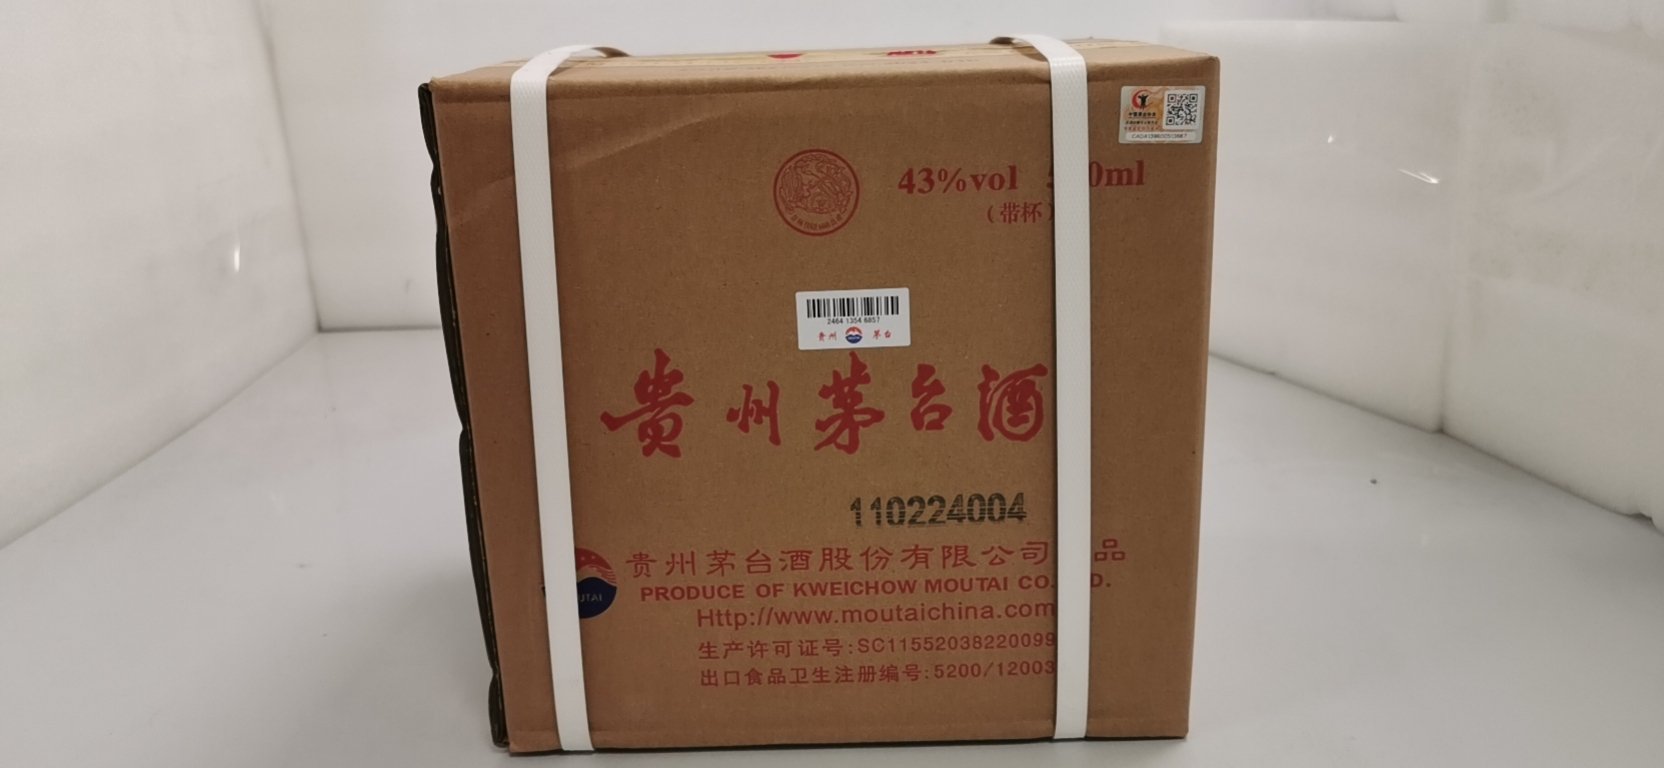 43%vol 0ml
(带杯
2464 1354 6857
贵州 茅台
贵州茅台酒
110224004
贵州茅台酒股份有限公司 品
PRODUCE OF KWEICHOW MOUTAI CO. D.
Http://www.moutaichina.com
生产许可证号:SC11552038220099
出口食品卫生注册编号:5200/12003